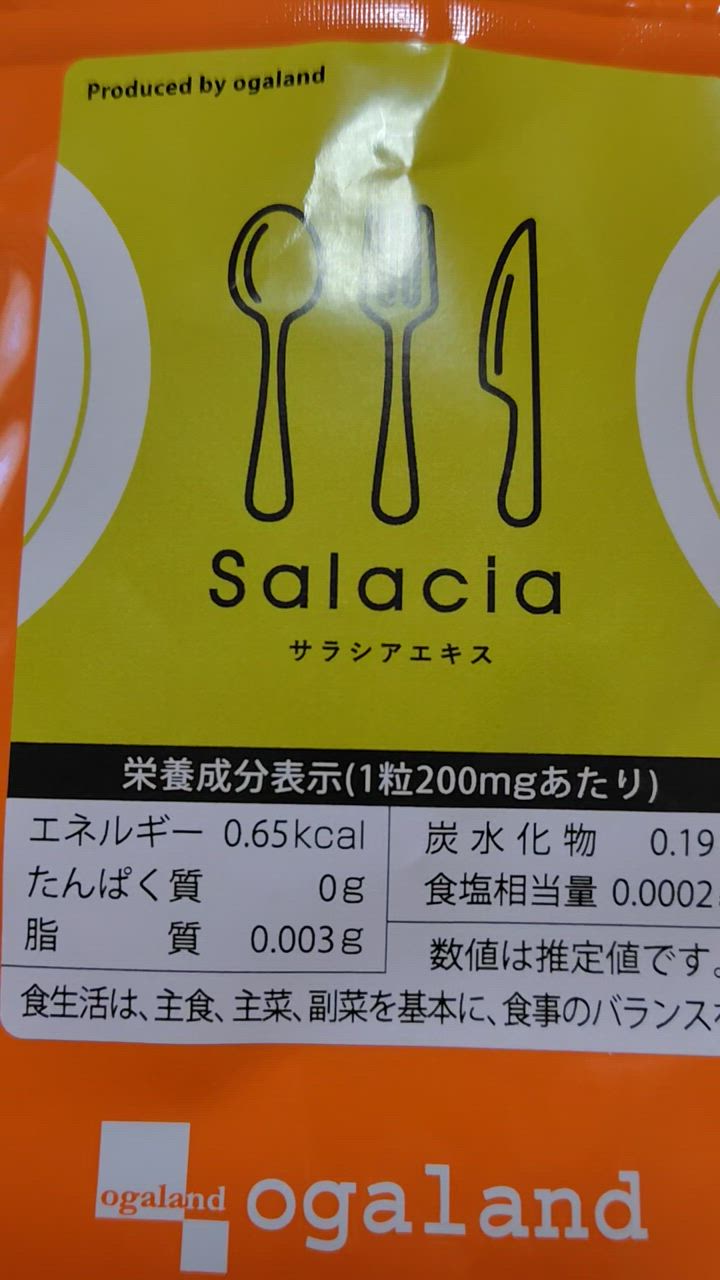 Produced by ogaland
Salacia
サラシアエキス
栄養成分表示(1粒200mgあたり)
エネルギー 0.65kcal
たんぱく質 0g
脂質 0.003g
炭水化物 0.19
食塩相当量 0.0002
数値は推定値です。
食生活は、主食、主菜、副菜を基本に、食事のバランス
ogaland
ogaland